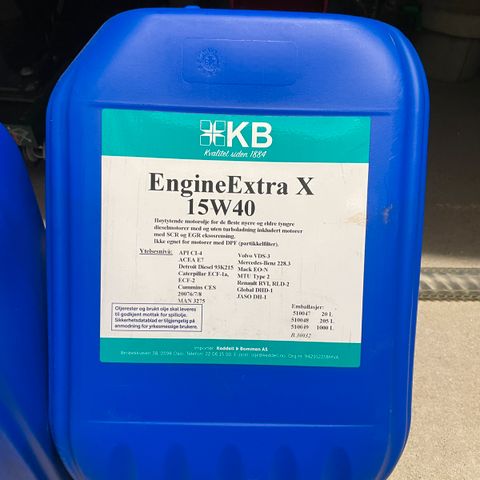 KB
Kvalitet siden 1884
EngineExtra X
15W40
Høytytende motorolje for de fleste nyere og eldre tyngre
dieselmotorer med og uten turboladning inkludert motorer
med SCR og EGR eksosrensing.
Ikke egnet for motorer med DPF (partikkelfilter).
Ytelsesnivå:
API CI-4
ACEA E7
Detroit Diesel 93K215
Caterpillar ECF-1a,
ECF-2
Cummins CES
20076/7/8
MAN 3275
Volvo VDS-3
Mercedes-Benz 228.3
Mack EO-N
MTU Type 2
Renault RVI, RLD-2
Global DHD-1
JASO DH-1
Oljerester og brukt olje skal leveres
til godkjent mottak for spillolje.
Sikkerhetsdatablad er tilgjengelig på
anmodning for yrkesmessige brukere.
Emballasjer:
510047 20 L
510048 205 L
510049 1000 L
B.30032
Importør: Keddell & Bommen AS